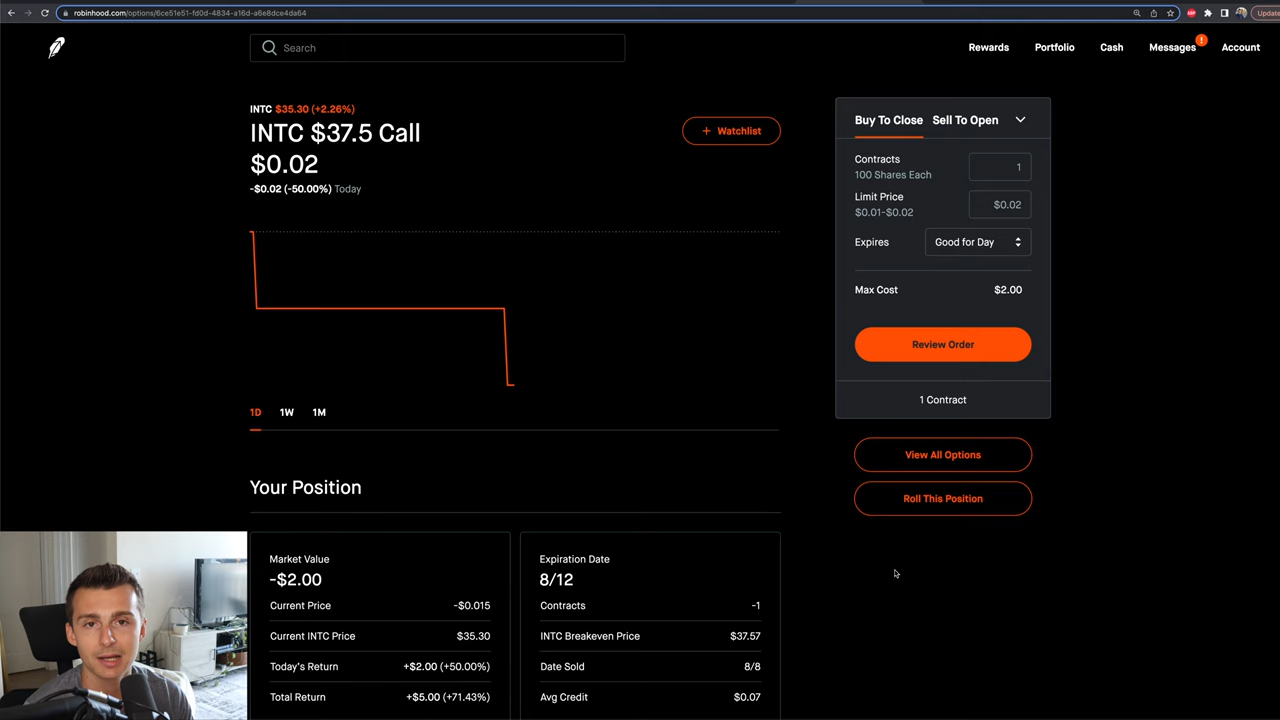 robinhood.com/options/6ce51e51-fd0d-4834-a16d-a6e8dce4da64
Update
Search
Rewards
Portfolio
Cash
Messages
!
Account
INTC $35.30 (+2.26%)
INTC $37.5 Call
$0.02
-$0.02 (-50.00%) Today
+ Watchlist
1D 1W 1M
Buy To Close Sell To Open
Contracts
100 Shares Each
1
Limit Price
$0.01-$0.02
$0.02
Expires Good for Day
Max Cost $2.00
Review Order
1 Contract
View All Options
Roll This Position
Your Position
Market Value
-$2.00
Current Price -$0.015
Current INTC Price $35.30
Today's Return +$2.00 (+50.00%)
Total Return +$5.00 (+71.43%)
Expiration Date
8/12
Contracts -1
INTC Breakeven Price $37.57
Date Sold 8/8
Avg Credit $0.07